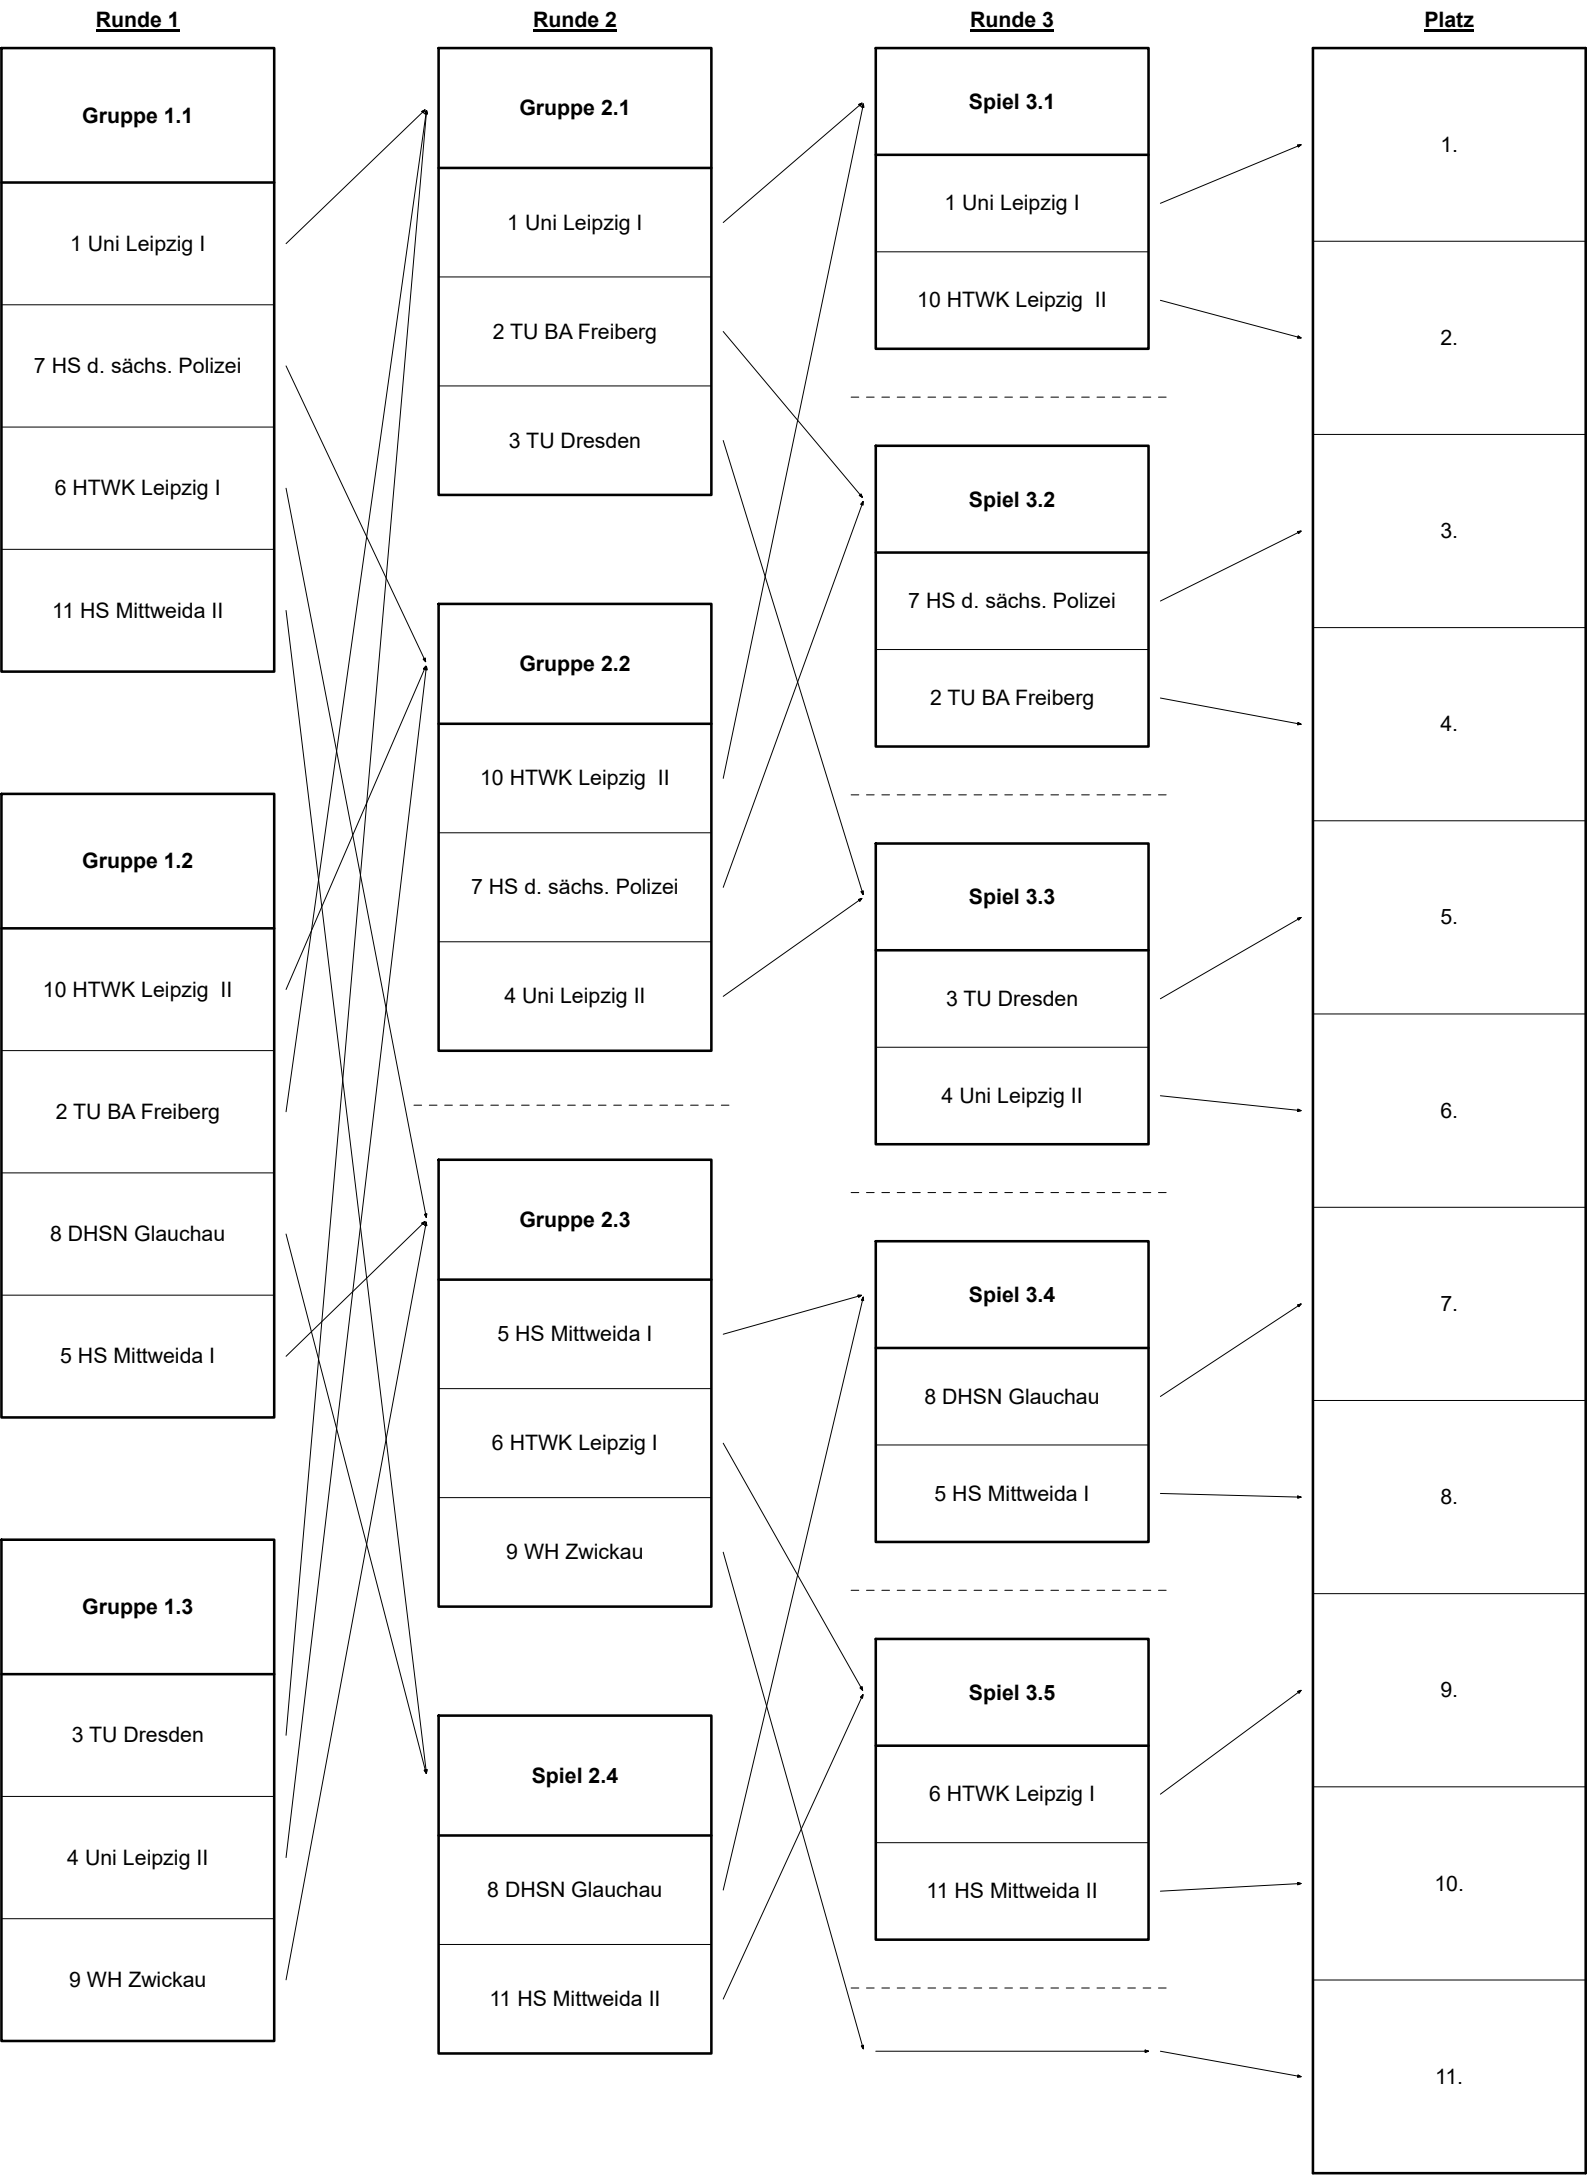 Runde 1
Gruppe 1.1
1 Uni Leipzig I
7 HS d. sächs. Polizei
6 HTWK Leipzig I
11 HS Mittweida II
Gruppe 1.2
10 HTWK Leipzig  II
2 TU BA Freiberg
8 DHSN Glauchau
5 HS Mittweida I
Gruppe 1.3
3 TU Dresden
4 Uni Leipzig II
9 WH Zwickau
Runde 2
Gruppe 2.1
1 Uni Leipzig I
2 TU BA Freiberg
3 TU Dresden
Gruppe 2.2
10 HTWK Leipzig  II
7 HS d. sächs. Polizei
4 Uni Leipzig II
Gruppe 2.3
5 HS Mittweida I
6 HTWK Leipzig I
9 WH Zwickau
Spiel 2.4
8 DHSN Glauchau
11 HS Mittweida II
Runde 3
Spiel 3.1
1 Uni Leipzig I
10 HTWK Leipzig  II
Spiel 3.2
7 HS d. sächs. Polizei
2 TU BA Freiberg
Spiel 3.3
3 TU Dresden
4 Uni Leipzig II
Spiel 3.4
8 DHSN Glauchau
5 HS Mittweida I
Spiel 3.5
6 HTWK Leipzig I
11 HS Mittweida II
Platz
1.
2.
3.
4.
5.
6.
7.
8.
9.
10.
11.